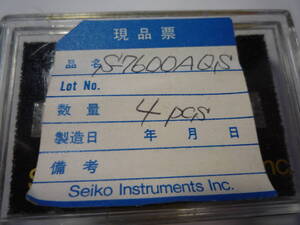 現品票
品名 S-7600AQS
Lot No.
数量 4 pcs
製造日 年 月 日
備考
Seiko Instruments Inc.